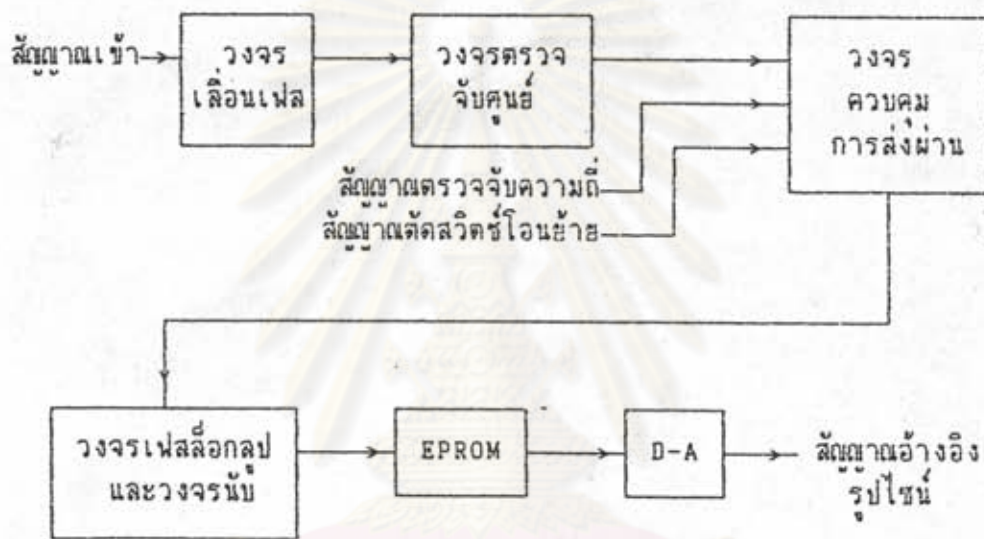 สัญญาณเข้า
วงจร
เลื่อนเฟส
วงจรตรวจ
จับศูนย์
วงจร
ควบคุม
การส่งผ่าน
สัญญาณตรวจจับความถี่
สัญญาณตัดสวิตช์โอนย้าย
วงจรเฟสล็อกลูป
และวงจรนับ
EPROM
D-A
สัญญาณอ้างอิง
รูปไซน์